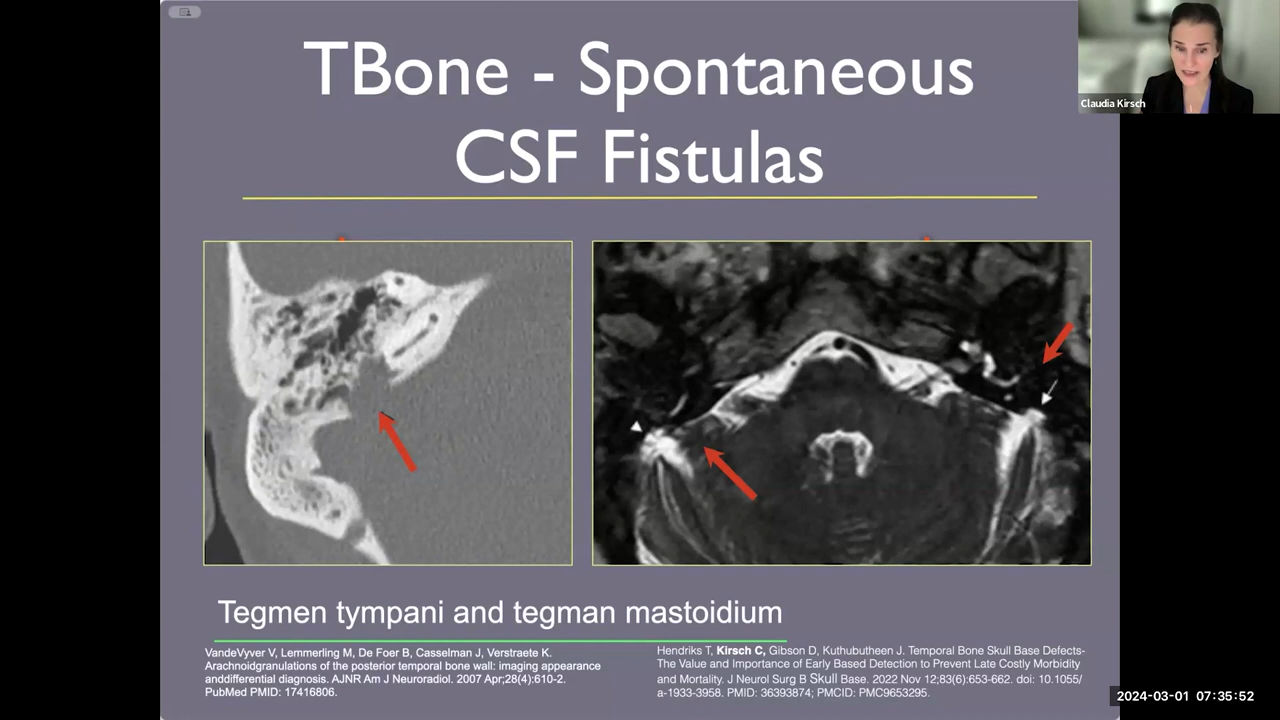 TBone - Spontaneous
CSF Fistulas
Claudia Kirsch
Tegmen tympani and tegman mastoidium
VandeVyver V, Lemmerling M, De Foer B, Casselman J, Verstraete K.
Arachnoidgranulations of the posterior temporal bone wall: imaging appearance
anddifferential diagnosis. AJNR Am J Neuroradiol. 2007 Apr;28(4):610-2.
PubMed PMID: 17416806.
Hendriks T, Kirsch C, Gibson D, Kuthubutheen J. Temporal Bone Skull Base Defects-
The Value and Importance of Early Based Detection to Prevent Late Costly Morbidity
and Mortality. J Neurol Surg B Skull Base. 2022 Nov 12;83(6):653-662. doi: 10.1055/
a-1933-3958. PMID: 36393874; PMCID: PMC9653295.
2024-03-01 07:35:52